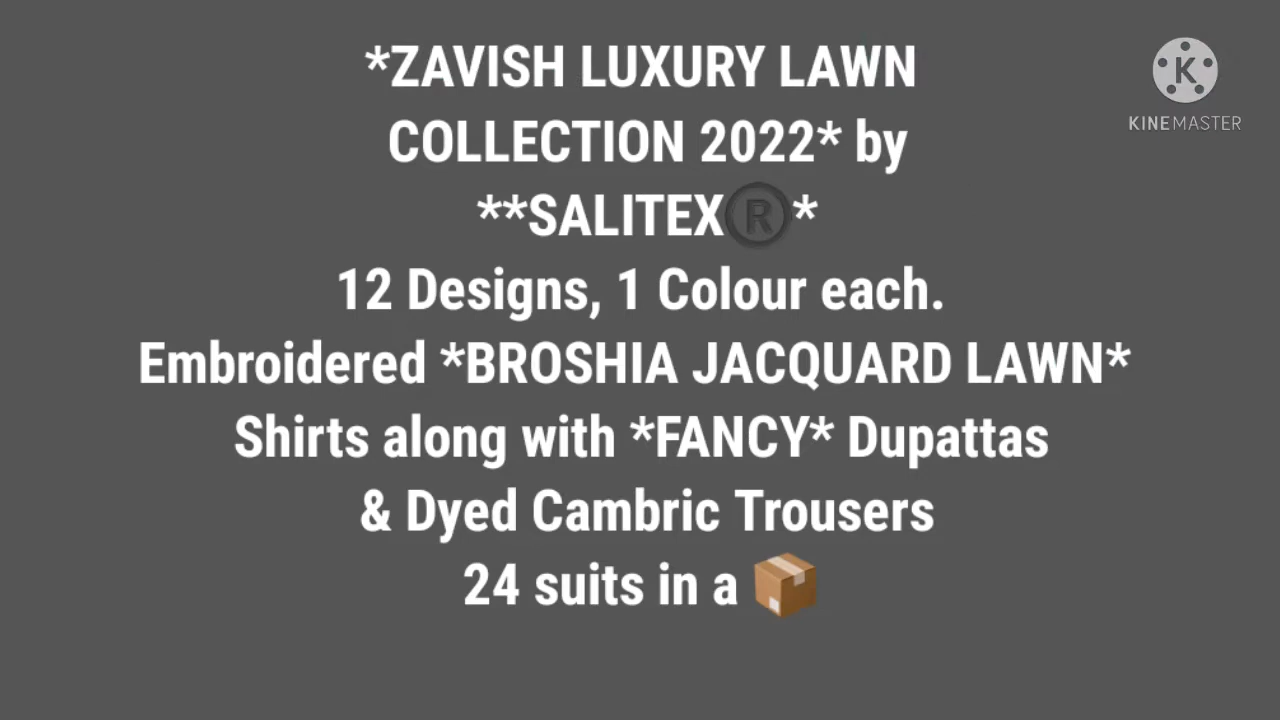 *ZAVISH LUXURY LAWN
COLLECTION 2022* by
**SALITEX®️*
12 Designs, 1 Colour each.
Embroidered *BROSHIA JACQUARD LAWN*
Shirts along with *FANCY* Dupattas
& Dyed Cambric Trousers
24 suits in a 📦
K
KINEMASTER